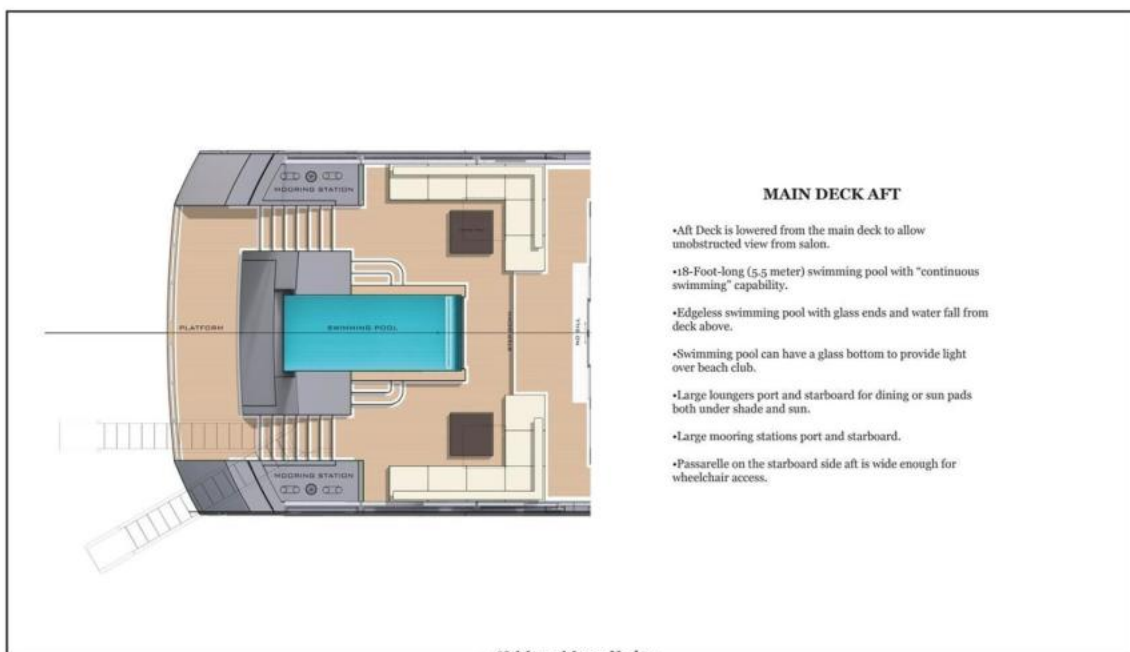 MOORING STATION
PLATFORM
SWIMMING POOL
NO SILL
MOORING STATION
MAIN DECK AFT
•Aft Deck is lowered from the main deck to allow
unobstructed view from salon.
•18-Foot-long (5.5 meter) swimming pool with "continuous
swimming" capability.
•Edgeless swimming pool with glass ends and water fall from
deck above.
•Swimming pool can have a glass bottom to provide light
over beach club.
•Large loungers port and starboard for dining or sun pads
both under shade and sun.
•Large mooring stations port and starboard.
•Passarelle on the starboard side aft is wide enough for
wheelchair access.